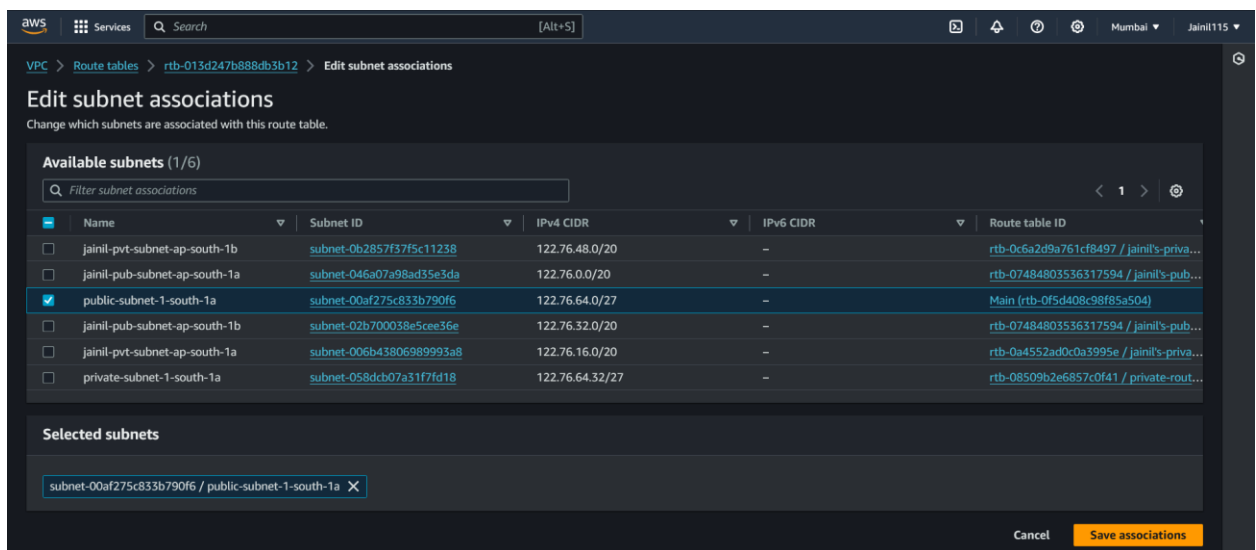 aws Services Search [Alt+S] Mumbai Jainil115
VPC > Route tables > rtb-013d247b888db3b12 > Edit subnet associations
Edit subnet associations
Change which subnets are associated with this route table.
Available subnets (1/6)
Filter subnet associations
1
Name Subnet ID IPv4 CIDR IPv6 CIDR Route table ID
jainil-pvt-subnet-ap-south-1b subnet-0b2857f37f5c11238 122.76.48.0/20 – rtb-0c6a2d9a761cf8497 / jainil's-priva...
jainil-pub-subnet-ap-south-1a subnet-046a07a98ad35e3da 122.76.0.0/20 – rtb-07484803536317594 / jainil's-pub...
public-subnet-1-south-1a subnet-00af275c833b790f6 122.76.64.0/27 – Main (rtb-0f5d408c98f85a504)
jainil-pub-subnet-ap-south-1b subnet-02b700038e5cee36e 122.76.32.0/20 – rtb-07484803536317594 / jainil's-pub...
jainil-pvt-subnet-ap-south-1a subnet-006b43806989993a8 122.76.16.0/20 – rtb-0a4552ad0c0a3995e / jainil's-priva...
private-subnet-1-south-1a subnet-058dcb07a31f7fd18 122.76.64.32/27 – rtb-08509b2e6857c0f41 / private-rout...
Selected subnets
subnet-00af275c833b790f6 / public-subnet-1-south-1a X
Cancel Save associations